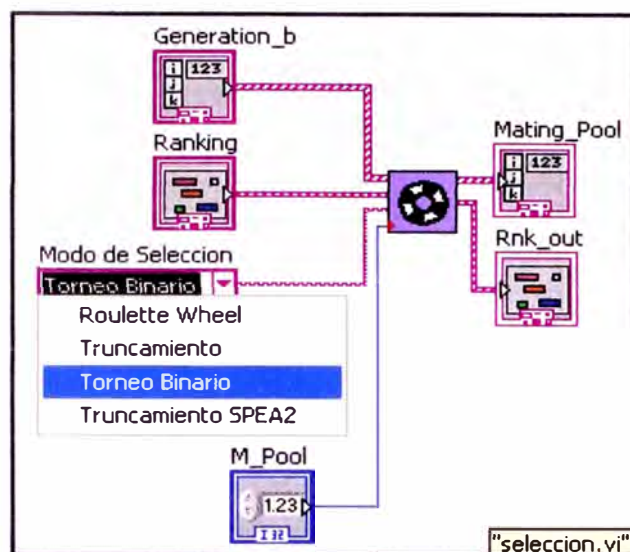 Generation_b
i 123
j
k
Ranking
Mating_Pool
i 123
j
k
Rnk_out
Modo de Seleccion
Torneo Binario
Roulette Wheel
Truncamiento
Torneo Binario
Truncamiento SPEA2
M_Pool
1.23
I 32
"seleccion.vi"